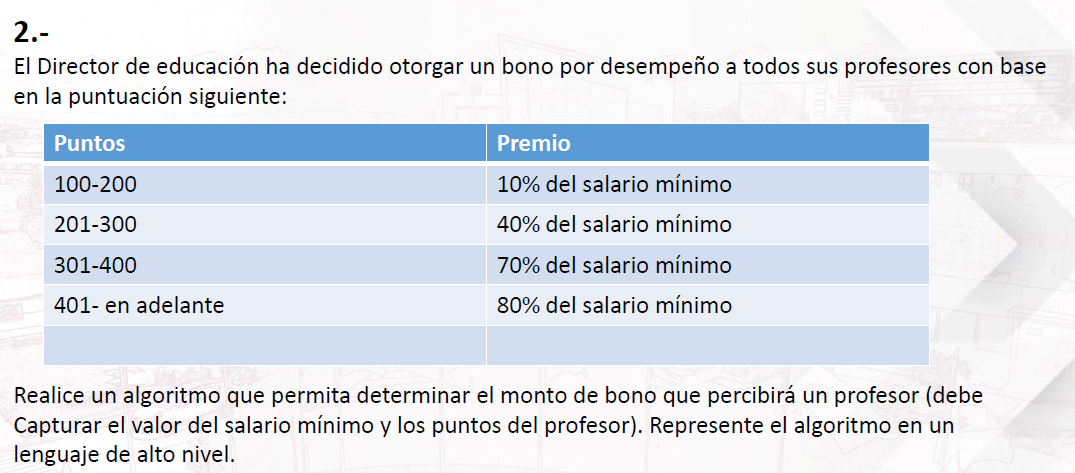 2.-
El Director de educación ha decidido otorgar un bono por desempeño a todos sus profesores con base
en la puntuación siguiente:
Puntos Premio
100-200 10% del salario mínimo
201-300 40% del salario mínimo
301-400 70% del salario mínimo
401- en adelante 80% del salario mínimo
Realice un algoritmo que permita determinar el monto de bono que percibirá un profesor (debe
Capturar el valor del salario mínimo y los puntos del profesor). Represente el algoritmo en un
lenguaje de alto nivel.